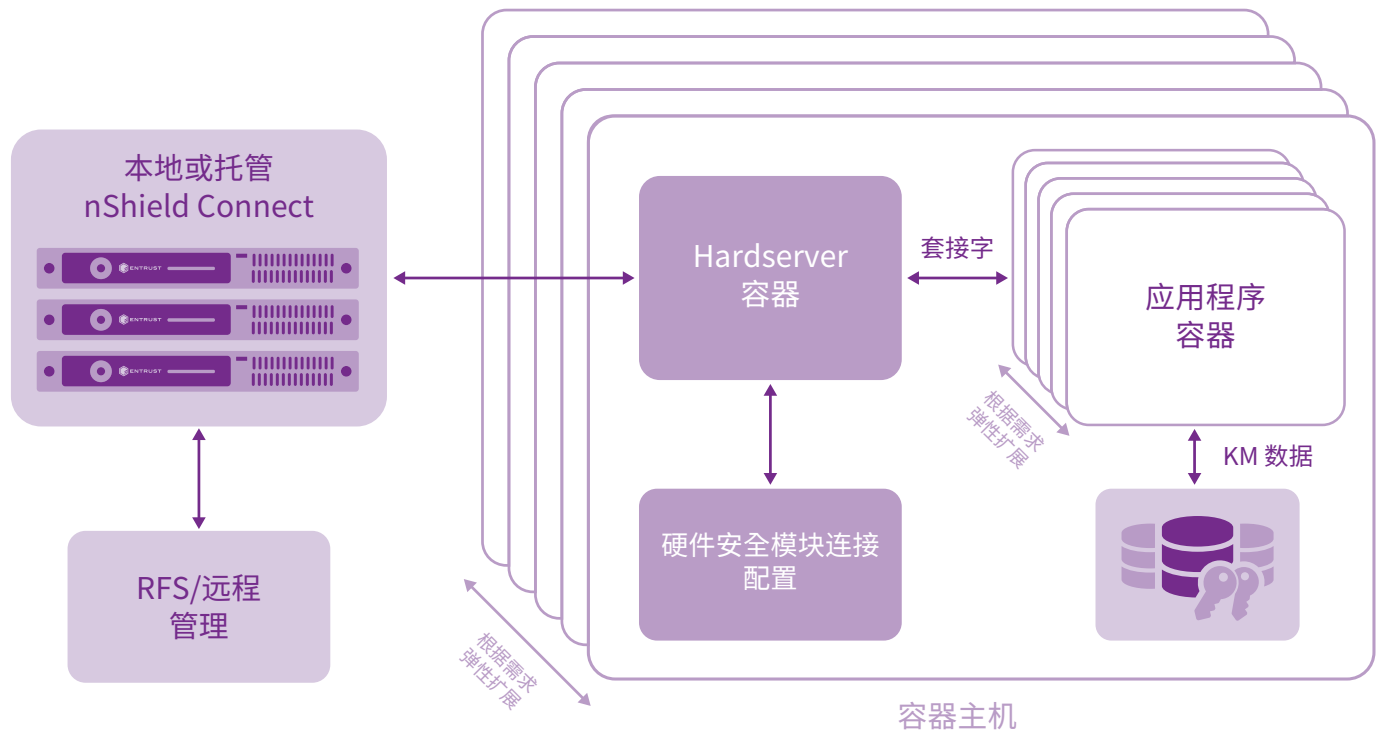 本地或托管
nShield Connect
ENTRUST
ENTRUST
ENTRUST
RFS/远程
管理
Hardserver
容器
套接字
应用程序
容器
根据需求
弹性扩展
KM 数据
硬件安全模块连接
配置
根据需求
弹性扩展
容器主机